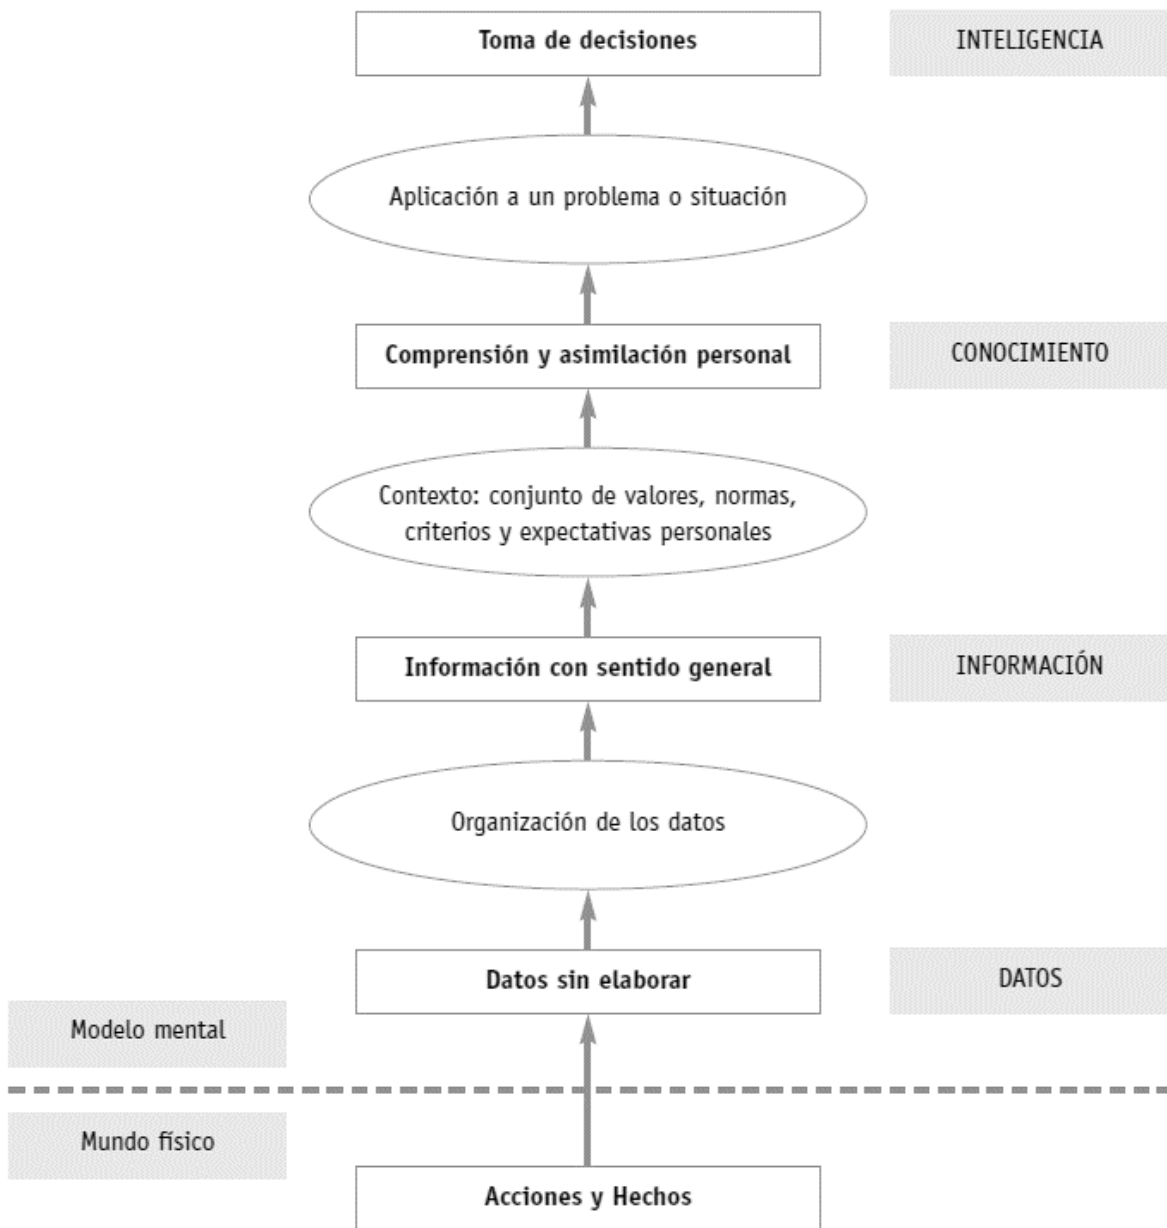 Toma de decisiones
INTELIGENCIA
Aplicación a un problema o situación
Comprensión y asimilación personal
CONOCIMIENTO
Contexto: conjunto de valores, normas,
criterios y expectativas personales
Información con sentido general
INFORMACIÓN
Organización de los datos
Datos sin elaborar
DATOS
Modelo mental
Mundo físico
Acciones y Hechos